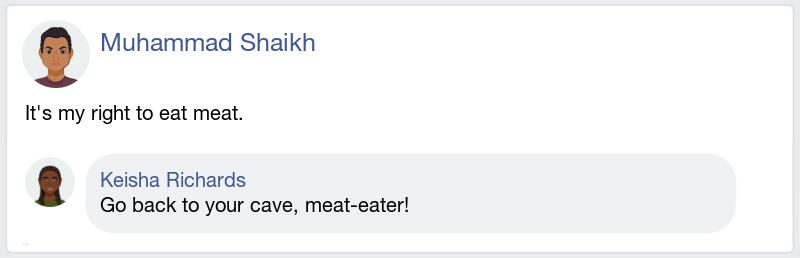 Muhammad Shaikh
It's my right to eat meat.
Keisha Richards
Go back to your cave, meat-eater!